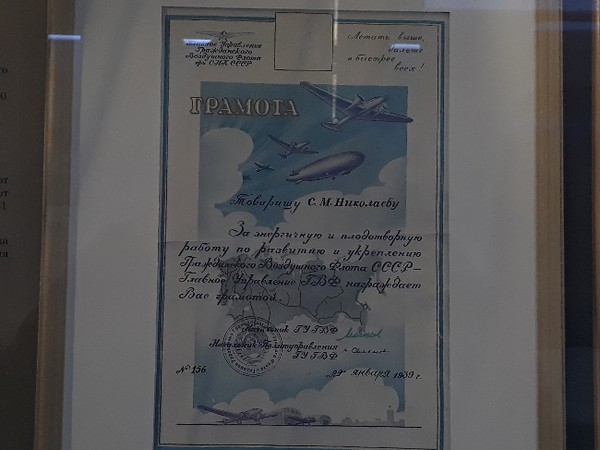 Главное Управление
Гражданского
Воздушного Флота
при СНК СССР
Летать выше,
дальше
и быстрее
всех!
ГРАМОТА
Товарищу С. М. Николаеву
За энергичную и плодотворную
работу по развитию и укреплению
Гражданского Воздушного Флота СССР —
Главное Управление ГВФ награждает
Вас грамотой
Начальник ГУГВФ
Начальник Политуправления
ГУГВФ
№ 156
января 1939 г.